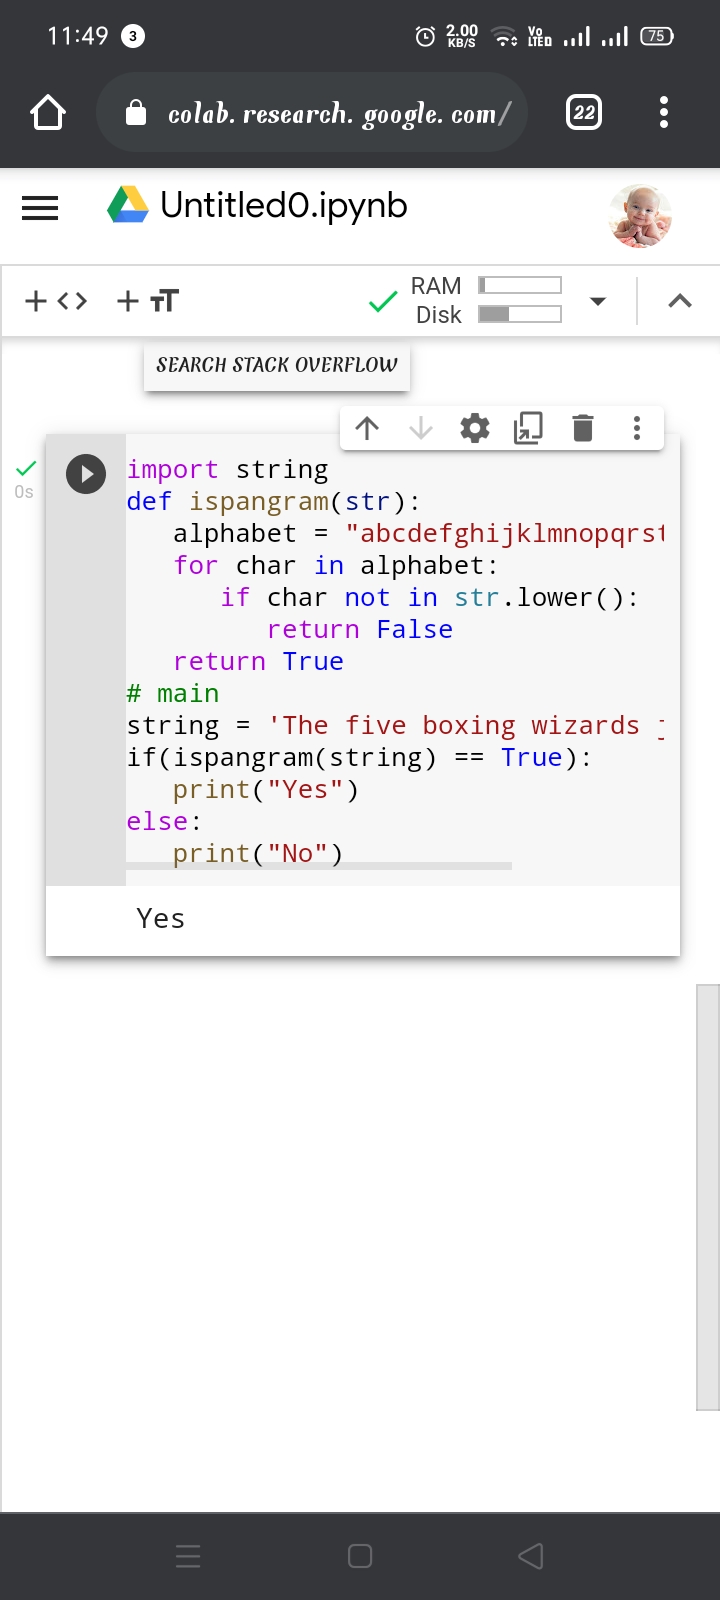 11:49 3 2.00 KB/S Vo LTED 75
colab.research.google.com/ 22
Untitled0.ipynb
+ <> + TT RAM
Disk
SEARCH STACK OVERFLOW
0s
import string
def ispangram(str):
   alphabet = "abcdefghijklmnopqrst
   for char in alphabet:
      if char not in str.lower():
         return False
   return True
# main
string = 'The five boxing wizards
if(ispangram(string) == True):
   print("Yes")
else:
   print("No")
Yes